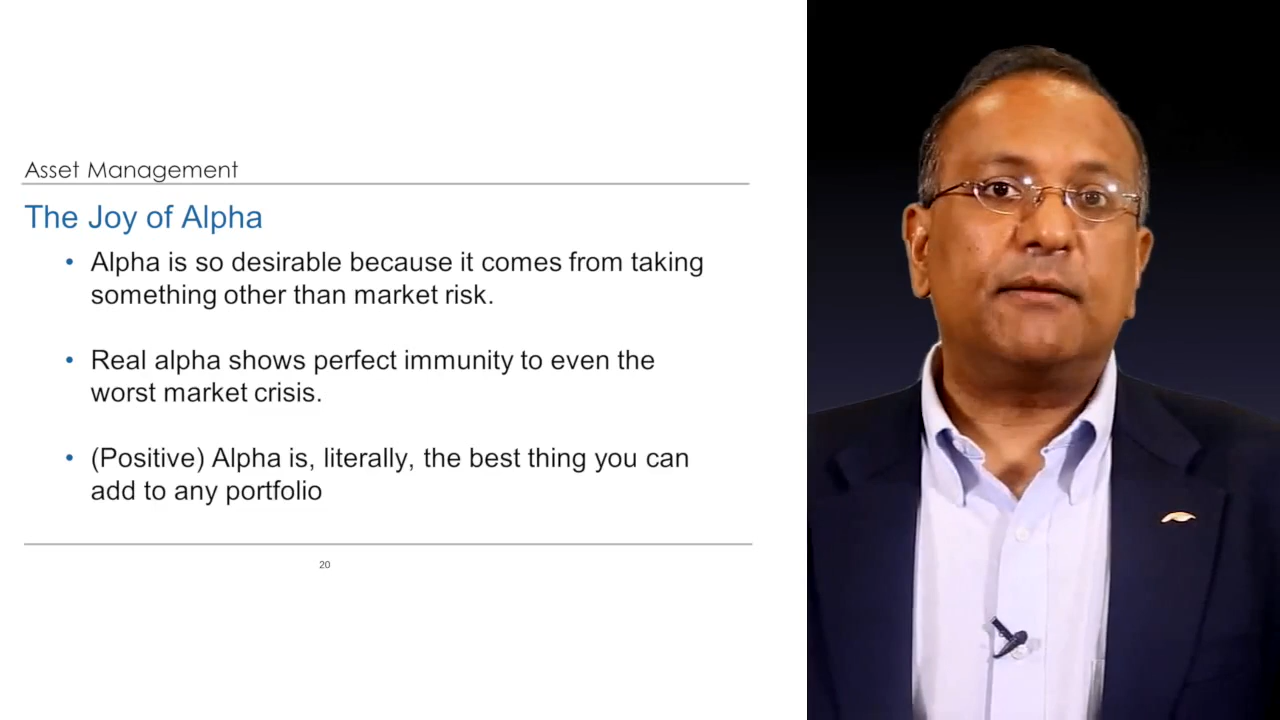 Asset Management
The Joy of Alpha
• Alpha is so desirable because it comes from taking
something other than market risk.
• Real alpha shows perfect immunity to even the
worst market crisis.
• (Positive) Alpha is, literally, the best thing you can
add to any portfolio
20